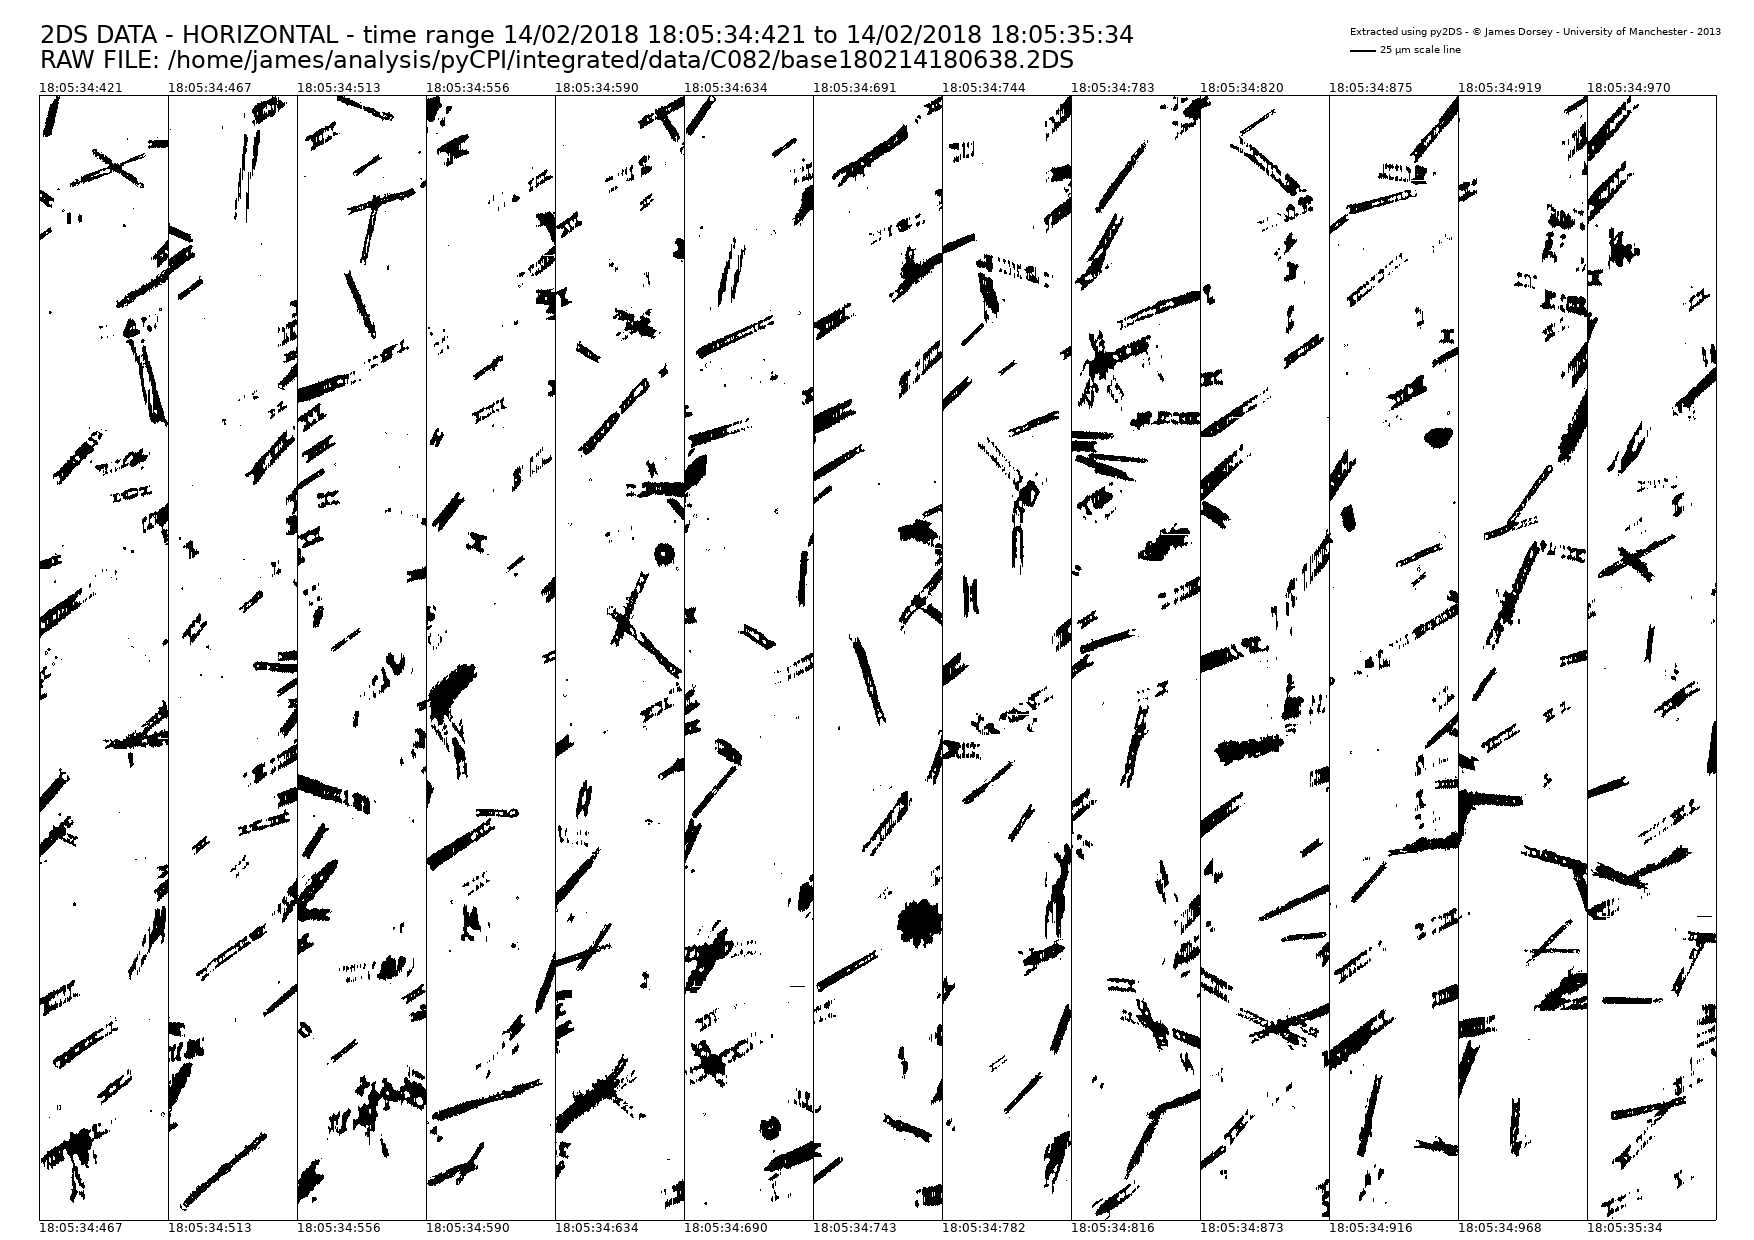 2DS DATA - HORIZONTAL - time range 14/02/2018 18:05:34:421 to 14/02/2018 18:05:35:34
RAW FILE: /home/james/analysis/pyCPI/integrated/data/C082/base180214180638.2DS
Extracted using py2DS - © James Dorsey - University of Manchester - 2013
25 µm scale line
18:05:34:421 18:05:34:467 18:05:34:513 18:05:34:556 18:05:34:590 18:05:34:634 18:05:34:691 18:05:34:744 18:05:34:783 18:05:34:820 18:05:34:875 18:05:34:919 18:05:34:970
18:05:34:467 18:05:34:513 18:05:34:556 18:05:34:590 18:05:34:634 18:05:34:690 18:05:34:743 18:05:34:782 18:05:34:816 18:05:34:873 18:05:34:916 18:05:34:968 18:05:35:34